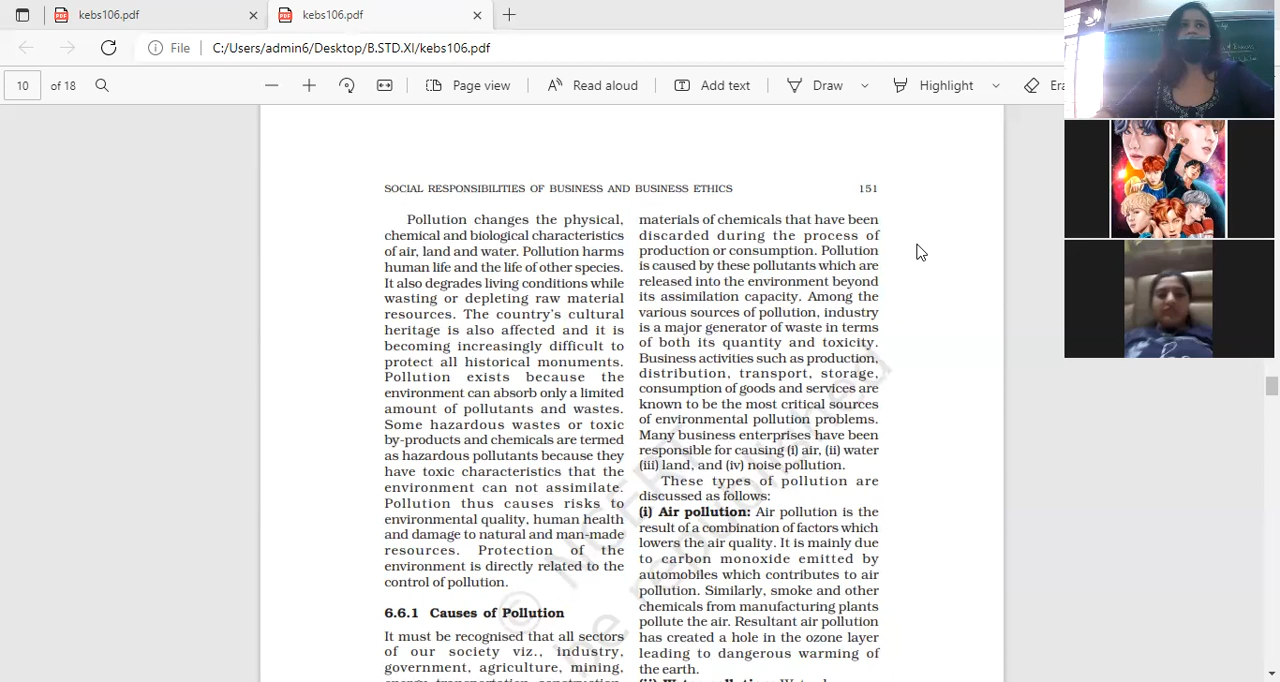 kebs106.pdf
kebs106.pdf
File
C:/Users/admin6/Desktop/B.STD.XI/kebs106.pdf
10 of 18
Page view
Read aloud
Add text
Draw
Highlight
Era
SOCIAL RESPONSIBILITIES OF BUSINESS AND BUSINESS ETHICS 151
Pollution changes the physical,
chemical and biological characteristics
of air, land and water. Pollution harms
human life and the life of other species.
It also degrades living conditions while
wasting or depleting raw material
resources. The country's cultural
heritage is also affected and it is
becoming increasingly difficult to
protect all historical monuments.
Pollution exists because the
environment can absorb only a limited
amount of pollutants and wastes.
Some hazardous wastes or toxic
by-products and chemicals are termed
as hazardous pollutants because they
have toxic characteristics that the
environment can not assimilate.
Pollution thus causes risks to
environmental quality, human health
and damage to natural and man-made
resources. Protection of the
environment is directly related to the
control of pollution.
6.6.1 Causes of Pollution
It must be recognised that all sectors
of our society viz., industry,
government, agriculture, mining,
energy, transportation, construction,
materials of chemicals that have been
discarded during the process of
production or consumption. Pollution
is caused by these pollutants which are
released into the environment beyond
its assimilation capacity. Among the
various sources of pollution, industry
is a major generator of waste in terms
of both its quantity and toxicity.
Business activities such as production,
distribution, transport, storage,
consumption of goods and services are
known to be the most critical sources
of environmental pollution problems.
Many business enterprises have been
responsible for causing (i) air, (ii) water
(iii) land, and (iv) noise pollution.
These types of pollution are
discussed as follows:
(i) Air pollution: Air pollution is the
result of a combination of factors which
lowers the air quality. It is mainly due
to carbon monoxide emitted by
automobiles which contributes to air
pollution. Similarly, smoke and other
chemicals from manufacturing plants
pollute the air. Resultant air pollution
has created a hole in the ozone layer
leading to dangerous warming of
the earth.
(ii) Water pollution: Water
© NCERT
be republished